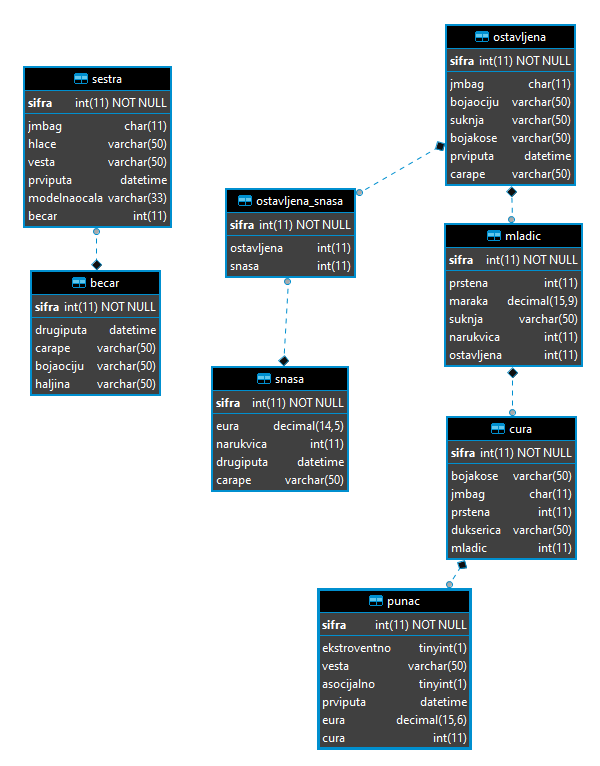 sestra
sifra int(11) NOT NULL
jmbag char(11)
hlace varchar(50)
vesta varchar(50)
prviputa datetime
modelnaocala varchar(33)
becar int(11)
becar
sifra int(11) NOT NULL
drugiputa datetime
carape varchar(50)
bojaociju varchar(50)
haljina varchar(50)
ostavljena_snasa
sifra int(11) NOT NULL
ostavljena int(11)
snasa int(11)
snasa
sifra int(11) NOT NULL
eura decimal(14,5)
narukvica int(11)
drugiputa datetime
carape varchar(50)
ostavljena
sifra int(11) NOT NULL
jmbag char(11)
bojaociju varchar(50)
suknja varchar(50)
bojakose varchar(50)
prviputa datetime
carape varchar(50)
mladic
sifra int(11) NOT NULL
prstena int(11)
maraka decimal(15,9)
suknja varchar(50)
narukvica int(11)
ostavljena int(11)
cura
sifra int(11) NOT NULL
bojakose varchar(50)
jmbag char(11)
prstena int(11)
dukserica varchar(50)
mladic int(11)
punac
sifra int(11) NOT NULL
ekstroventno tinyint(1)
vesta varchar(50)
asocijalno tinyint(1)
prviputa datetime
eura decimal(15,6)
cura int(11)